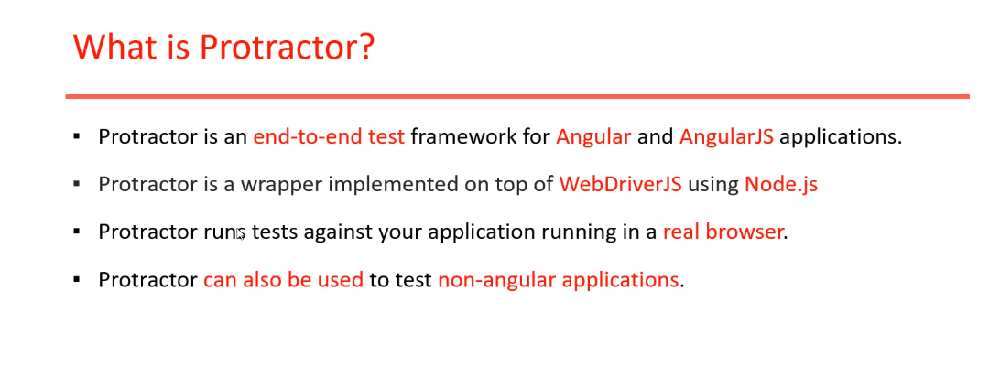 What is Protractor?
▪ Protractor is an end-to-end test framework for Angular and AngularJS applications.
▪ Protractor is a wrapper implemented on top of WebDriverJS using Node.js
▪ Protractor runs tests against your application running in a real browser.
▪ Protractor can also be used to test non-angular applications.